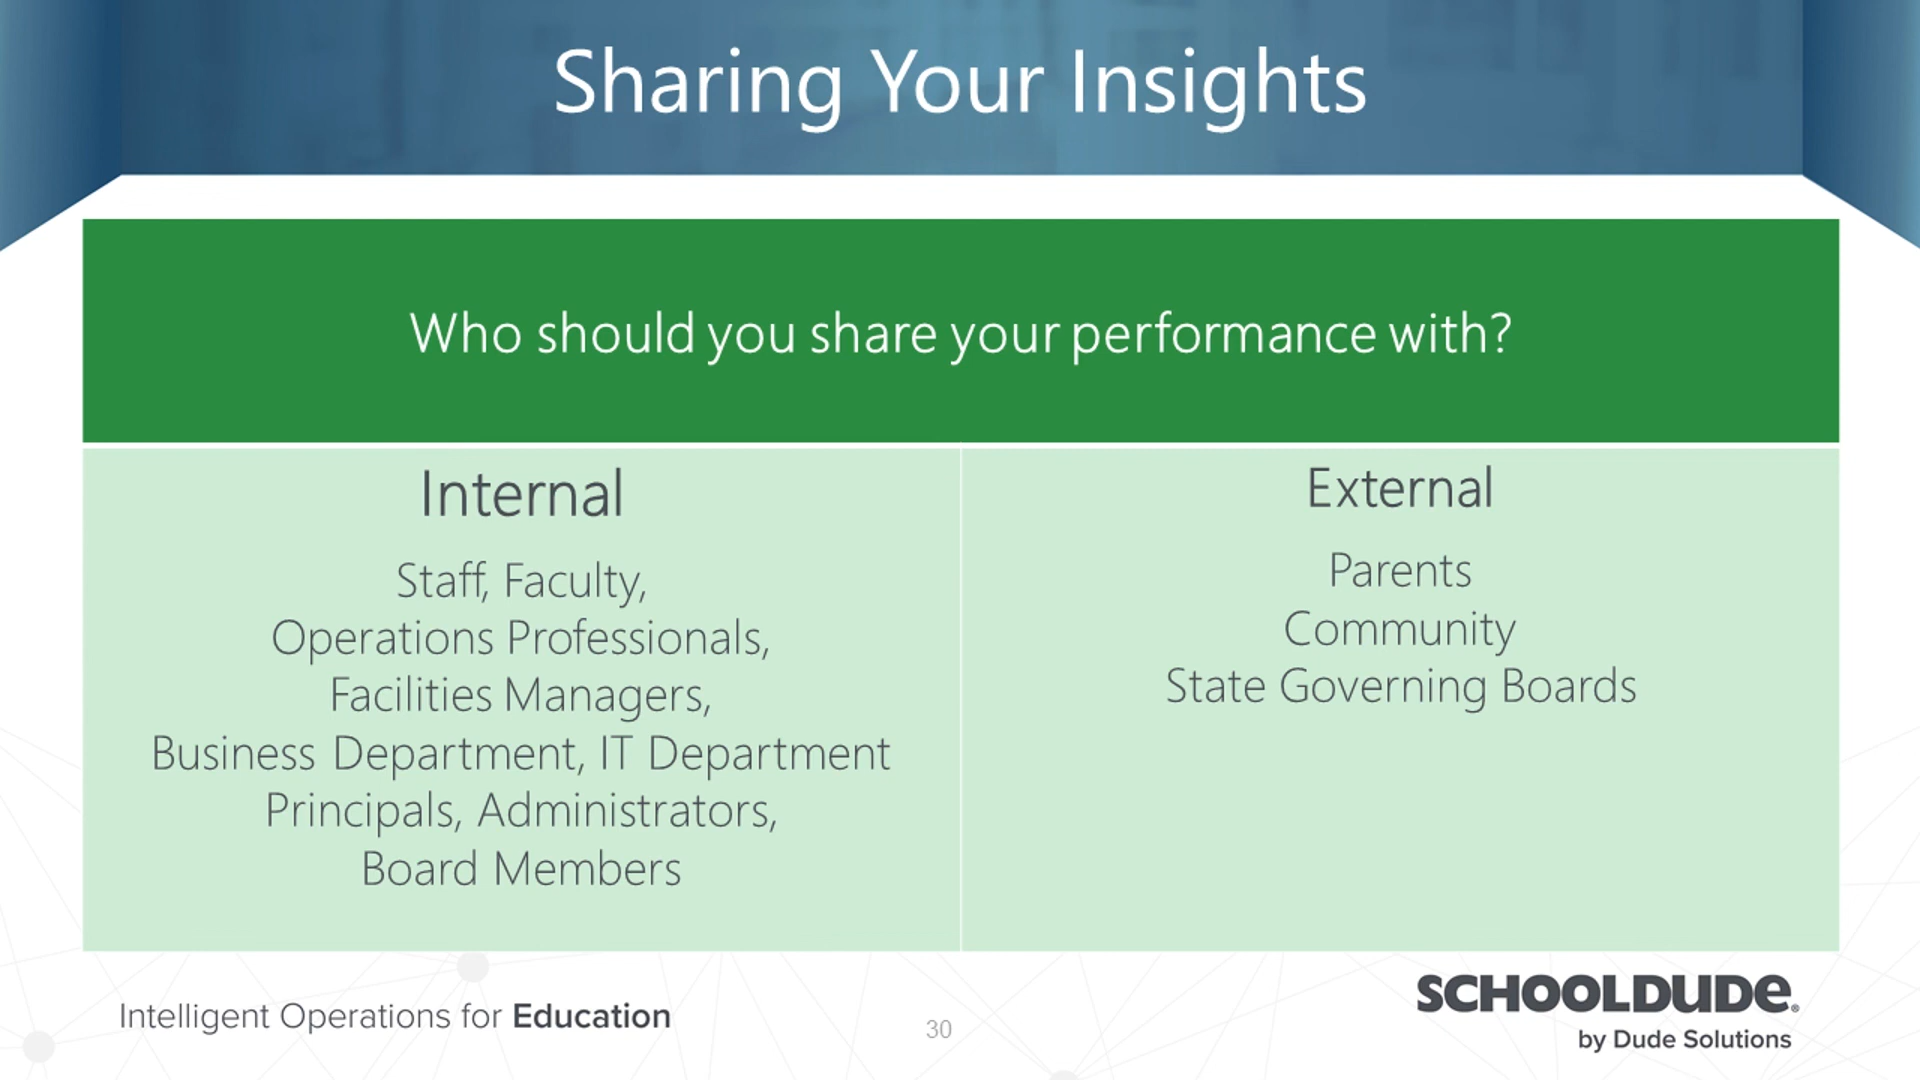 Sharing Your Insights
Who should you share your performance with?
Internal
Staff, Faculty,
Operations Professionals,
Facilities Managers,
Business Department, IT Department
Principals, Administrators,
Board Members
External
Parents
Community
State Governing Boards
Intelligent Operations for Education
30
SCHOOLDUDe®
by Dude Solutions